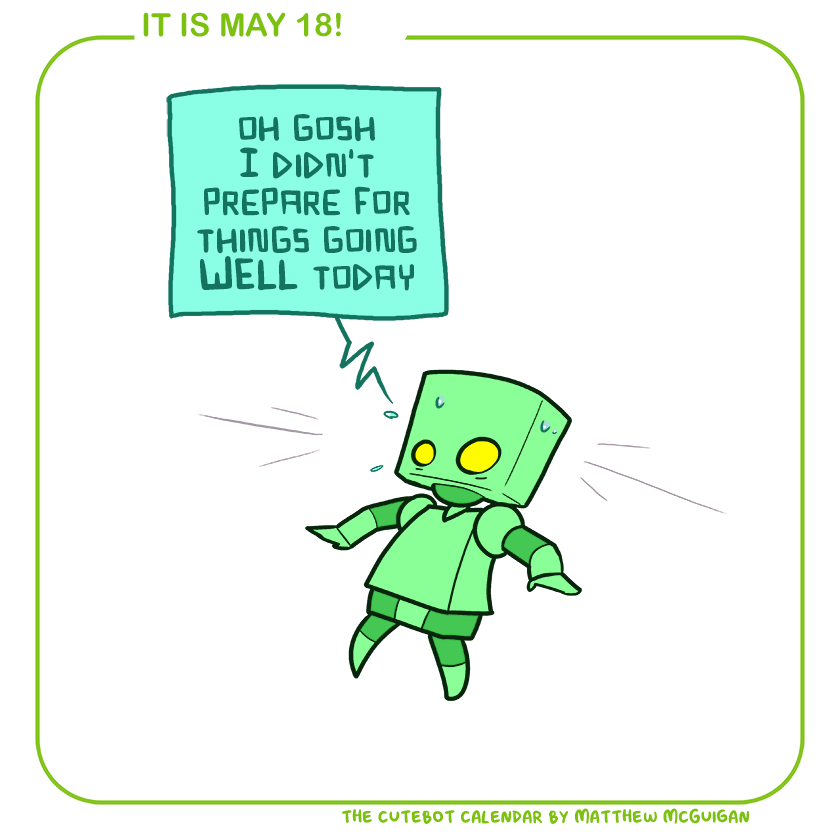 IT IS MAY 18!
OH GOSH
I DIDN'T
PREPARE FOR
THINGS GOING
WELL TODAY
THE CUTEBOT CALENDAR BY MATTHEW MCGUIGAN